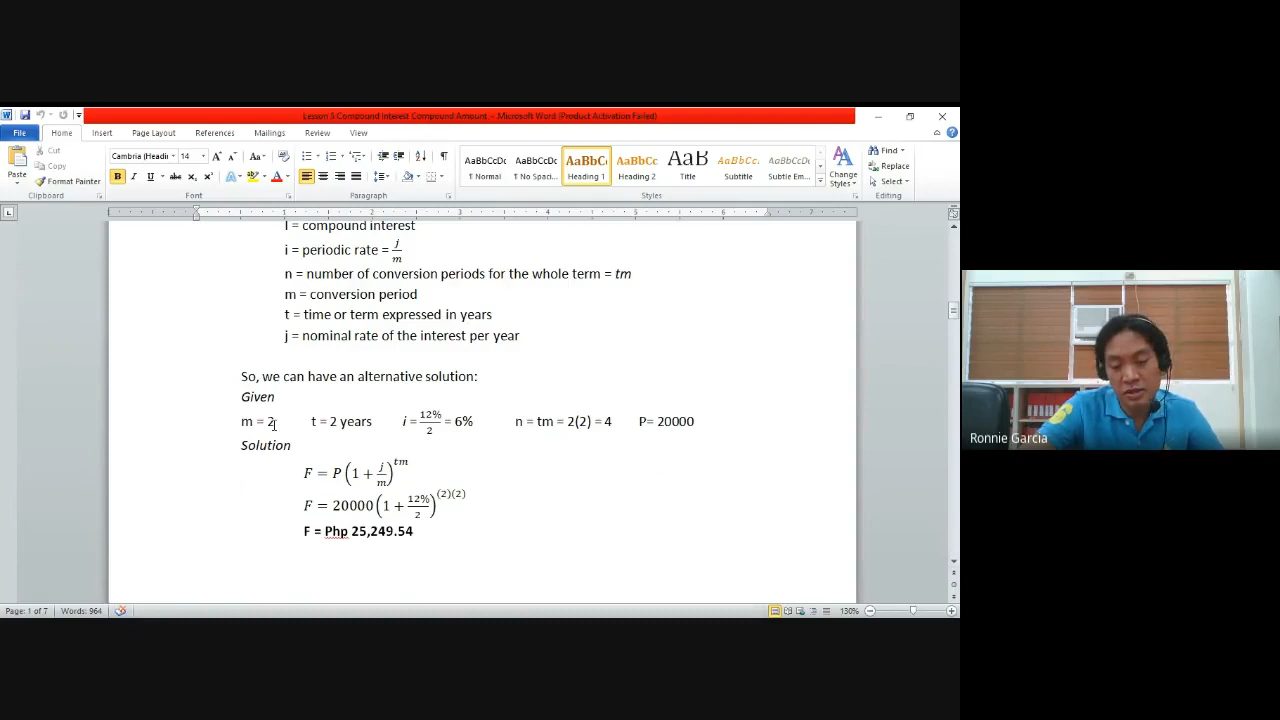 Lesson 3 Compound Interest Compound Amount - Microsoft Word (Product Activation Failed)
File Home Insert Page Layout References Mailings Review View
Cut
Copy
Format Painter
Paste
Clipboard
Cambria (Headi 14
Font
Paragraph
AaBbCcDc AaBbCcDc AaBbC AaBbCc AaB AaBbCc. AaBbCcDc
¶ Normal ¶ No Spaci... Heading 1 Heading 2 Title Subtitle Subtle Em...
Styles
Change Styles
Find
Replace
Select
Editing
I = compound interest
i = periodic rate = j/m
n = number of conversion periods for the whole term = tm
m = conversion period
t = time or term expressed in years
j = nominal rate of the interest per year
So, we can have an alternative solution:
Given
m = 2 t = 2 years i = 12%/2 = 6% n = tm = 2(2) = 4 P= 20000
Solution
F = P(1 + j/m)^tm
F = 20000(1 + 12%/2)^(2)(2)
F = Php 25,249.54
Page: 1 of 7 Words: 964 130%
Ronnie Garcia